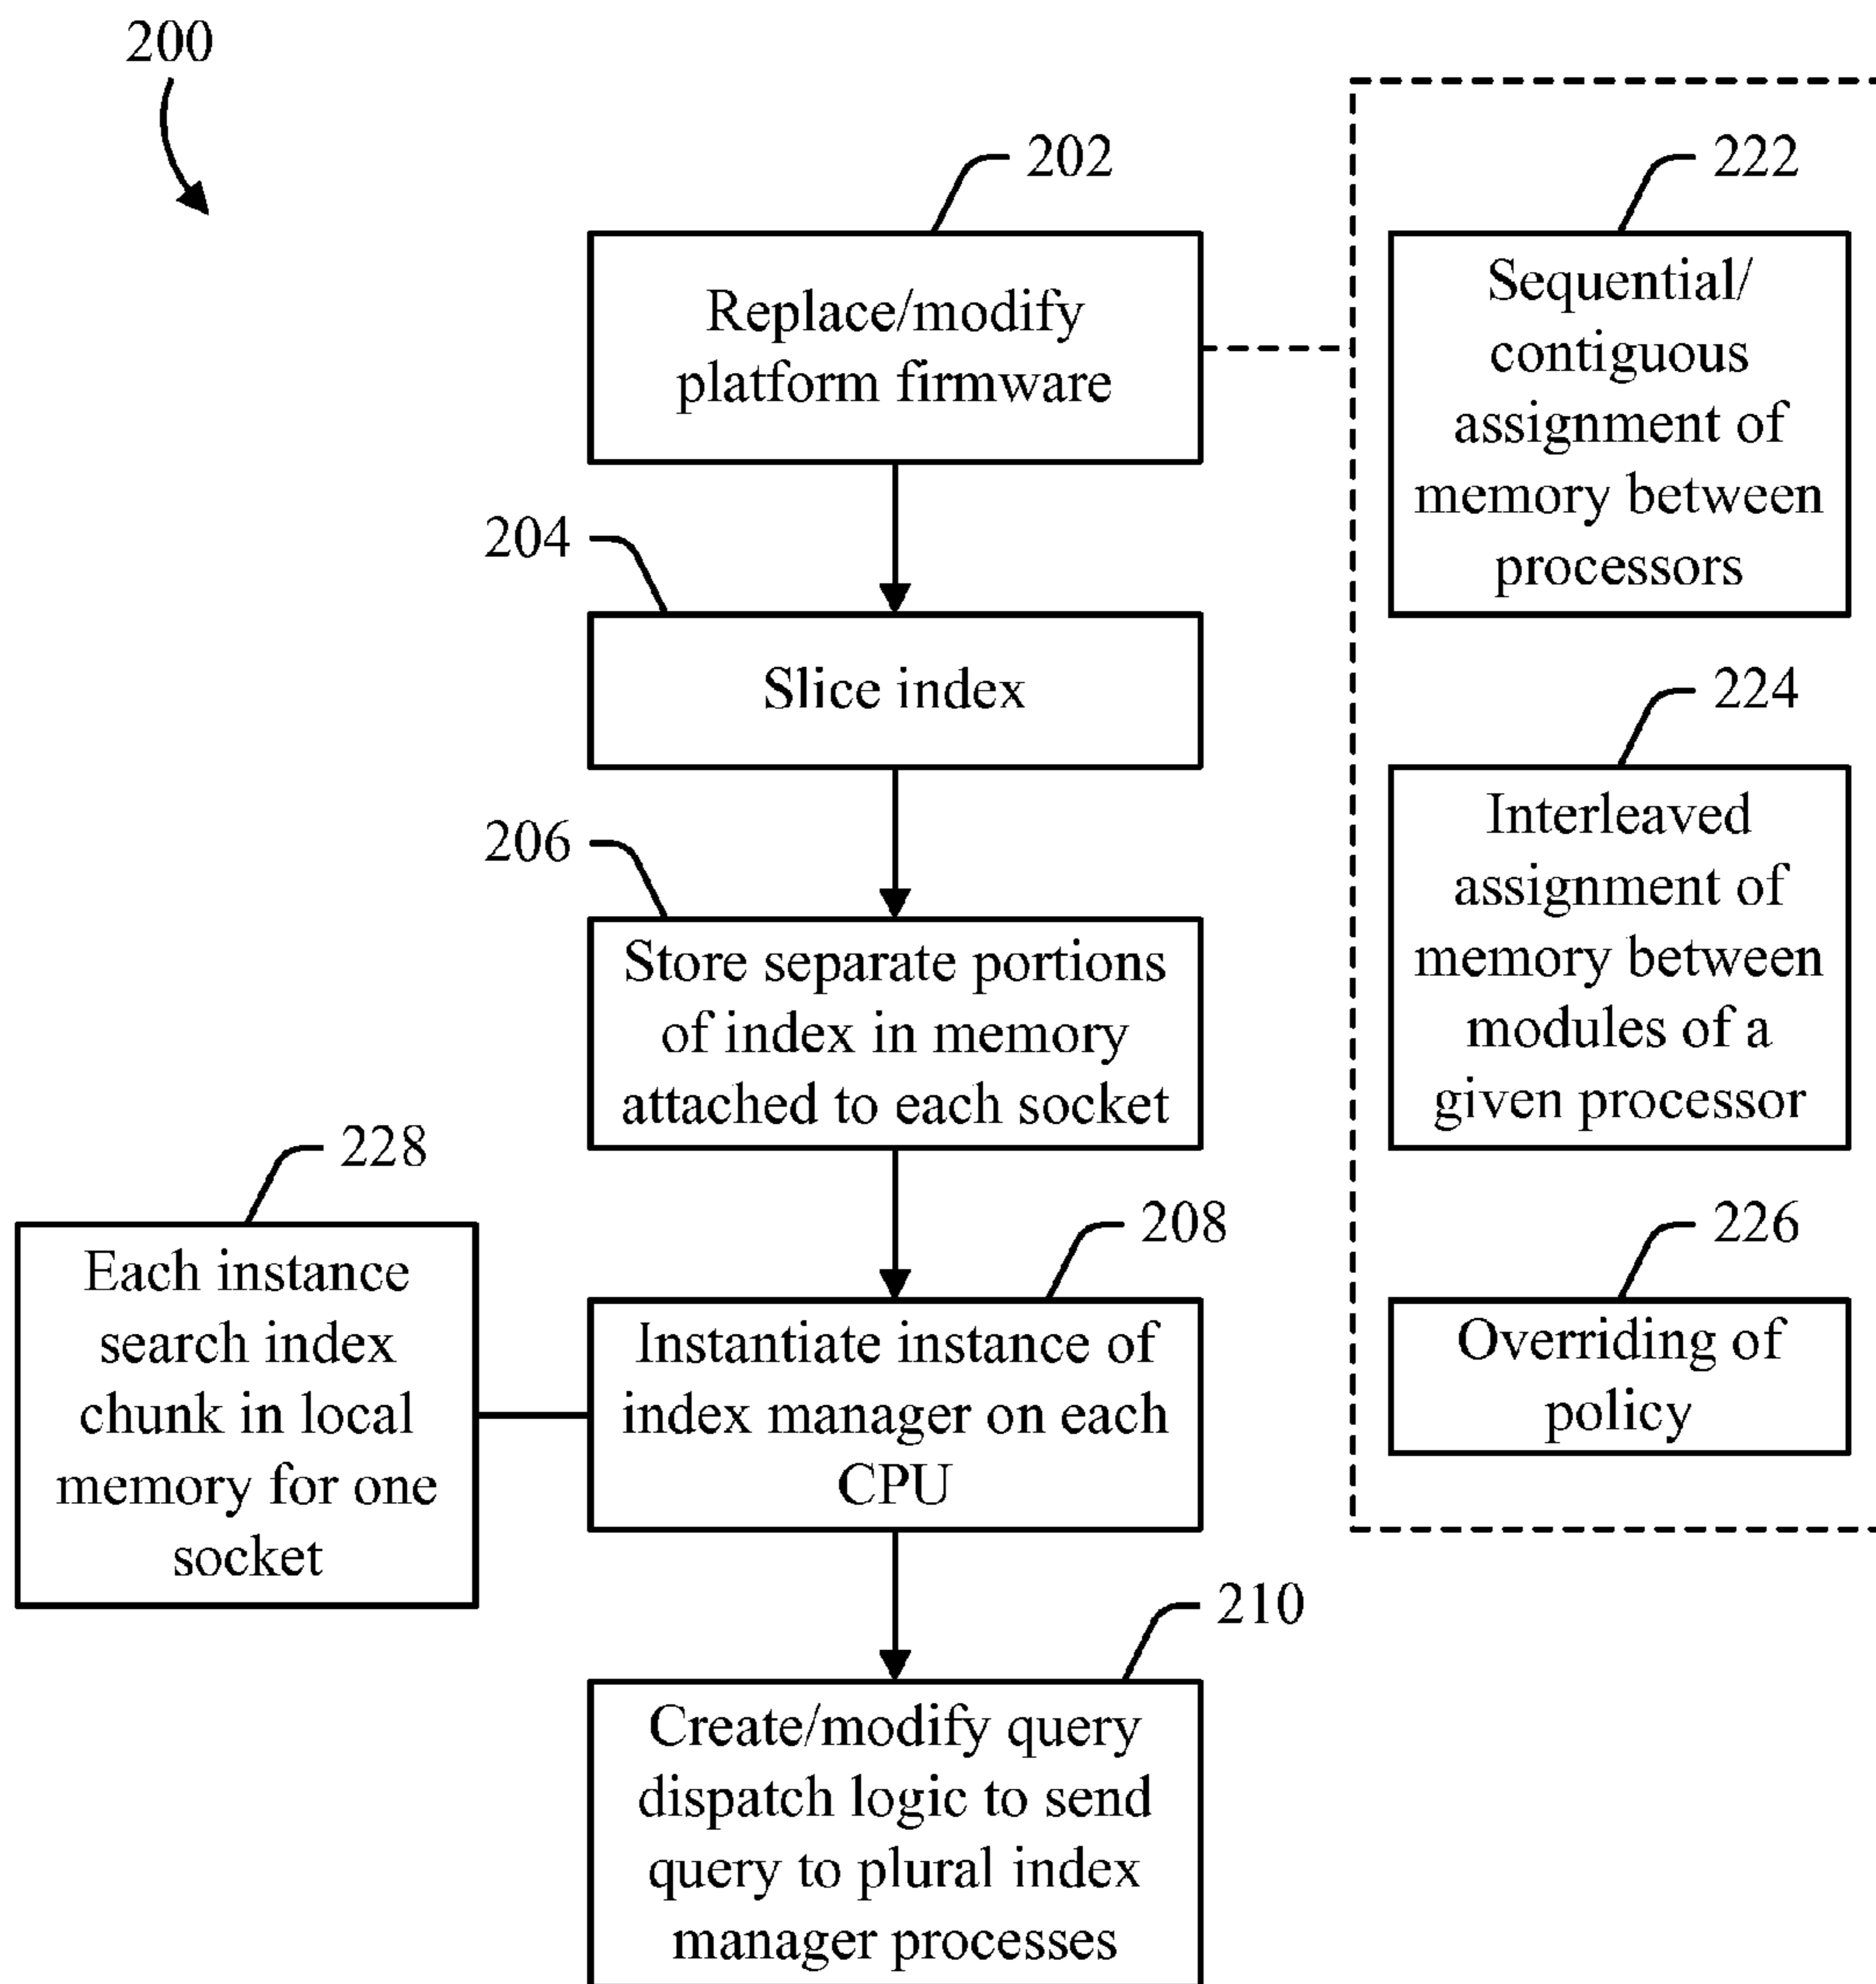 200
202
Replace/modify
platform firmware
204
Slice index
206
Store separate portions
of index in memory
attached to each socket
228
Each instance
search index
chunk in local
memory for one
socket
208
Instantiate instance of
index manager on each
CPU
210
Create/modify query
dispatch logic to send
query to plural index
manager processes
222
Sequential/
contiguous
assignment of
memory between
processors
224
Interleaved
assignment of
memory between
modules of a
given processor
226
Overriding of
policy